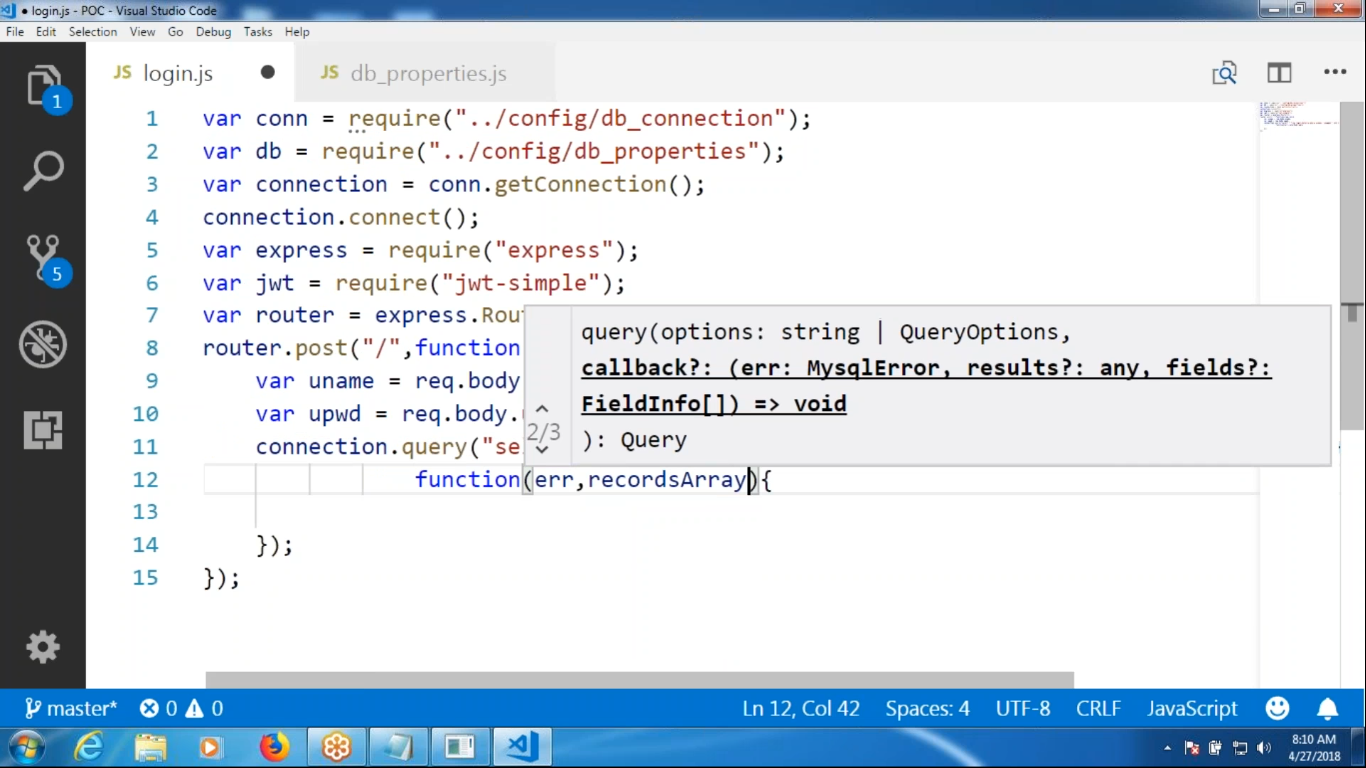 ● login.js - POC - Visual Studio Code
File Edit Selection View Go Debug Tasks Help
JS login.js ● JS db_properties.js
1 var conn = require("../config/db_connection");
2 var db = require("../config/db_properties");
3 var connection = conn.getConnection();
4 connection.connect();
5 var express = require("express");
6 var jwt = require("jwt-simple");
7 var router = express.Rou
8 router.post("/",function
9 var uname = req.body
10 var upwd = req.body.
11 connection.query("se
12 function(err,recordsArray){
13
14 });
15 });
query(options: string | QueryOptions,
callback?: (err: MysqlError, results?: any, fields?:
FieldInfo[]) => void
): Query
2/3
1
5
master* 0 0 Ln 12, Col 42 Spaces: 4 UTF-8 CRLF JavaScript
8:10 AM
4/27/2018